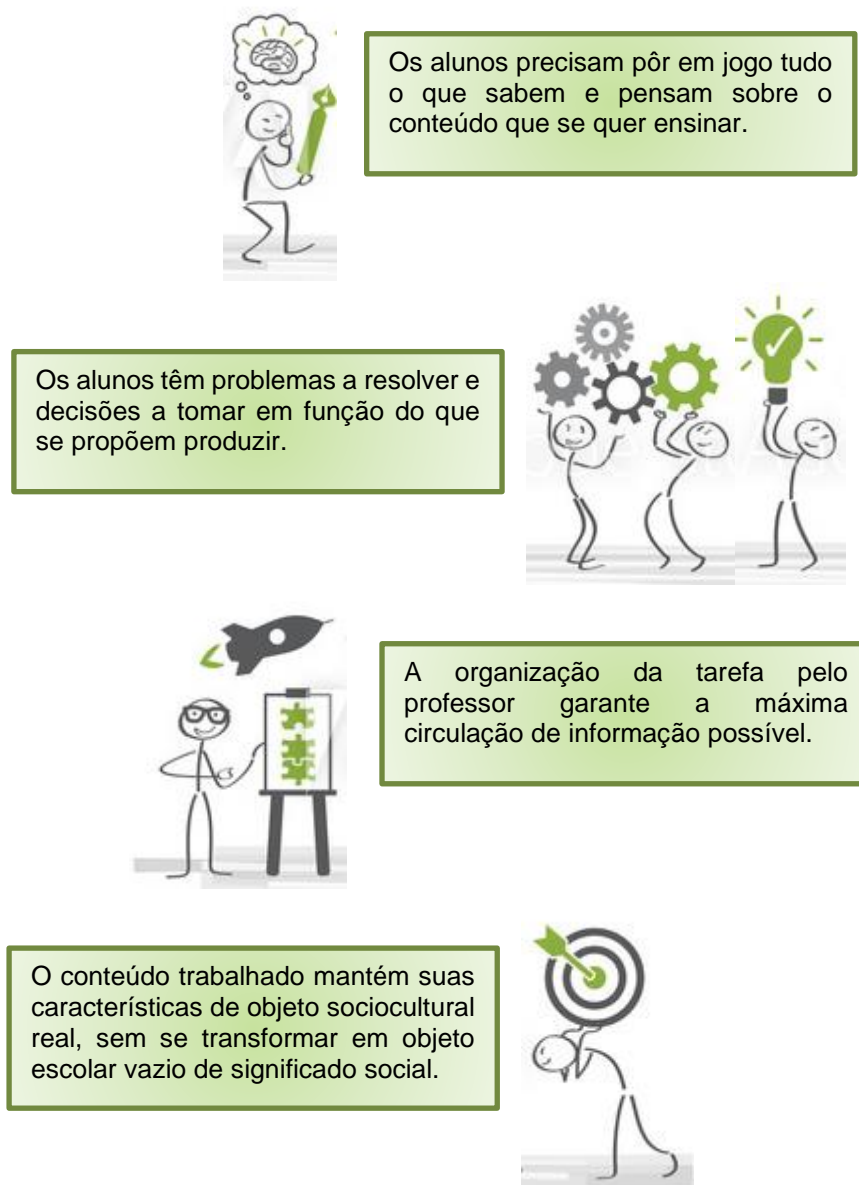 Os alunos precisam pôr em jogo tudo
o que sabem e pensam sobre o
conteúdo que se quer ensinar.
Os alunos têm problemas a resolver e
decisões a tomar em função do que
se propõem produzir.
A organização da tarefa pelo
professor garante a máxima
circulação de informação possível.
O conteúdo trabalhado mantém suas
características de objeto sociocultural
real, sem se transformar em objeto
escolar vazio de significado social.